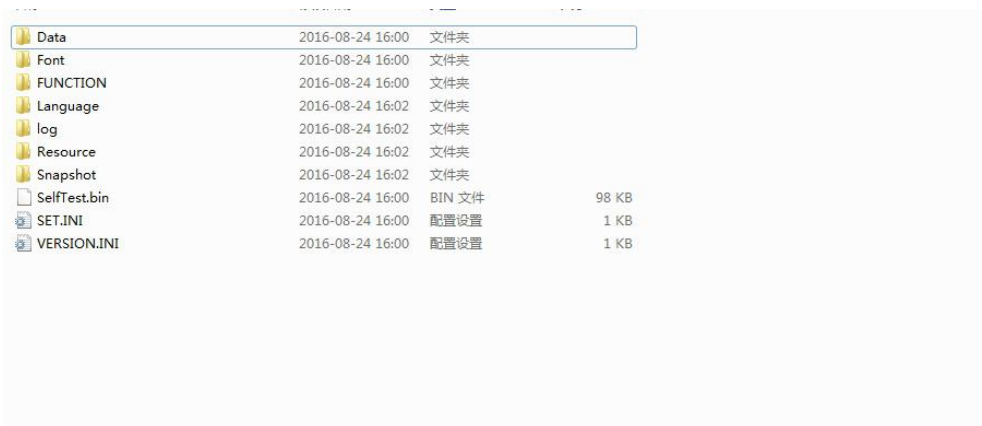 Data 2016-08-24 16:00 文件夹
Font 2016-08-24 16:00 文件夹
FUNCTION 2016-08-24 16:00 文件夹
Language 2016-08-24 16:02 文件夹
log 2016-08-24 16:02 文件夹
Resource 2016-08-24 16:02 文件夹
Snapshot 2016-08-24 16:02 文件夹
SelfTest.bin 2016-08-24 16:00 BIN 文件 98 KB
SET.INI 2016-08-24 16:00 配置设置 1 KB
VERSION.INI 2016-08-24 16:00 配置设置 1 KB